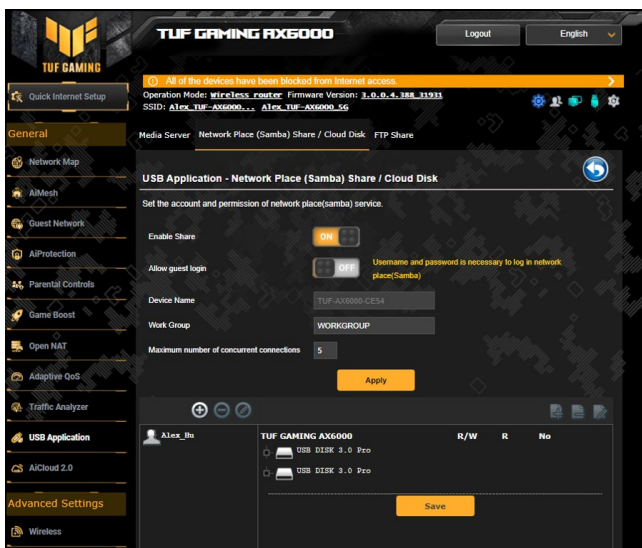 TUF GAMING
TUF GAMING AX6000
Logout
English
All of the devices have been blocked from Internet access.
Quick Internet Setup
Operation Mode: Wireless router Firmware Version: 3.0.0.4.388_31931
SSID: Alex_TUF-AX6000... Alex_TUF-AX6000_5G
General
Media Server Network Place (Samba) Share / Cloud Disk FTP Share
Network Map
AiMesh
Guest Network
AiProtection
Parental Controls
Game Boost
Open NAT
Adaptive QoS
Traffic Analyzer
USB Application
AiCloud 2.0
Advanced Settings
Wireless
USB Application - Network Place (Samba) Share / Cloud Disk
Set the account and permission of network place(samba) service.
Enable Share
ON
Allow guest login
OFF
Username and password is necessary to log in network
place(Samba)
Device Name
TUF-AX6000-CE54
Work Group
WORKGROUP
Maximum number of concurrent connections
5
Apply
Alex_Hu
TUF GAMING AX6000 R/W R No
USB DISK 3.0 Pro
USB DISK 3.0 Pro
Save